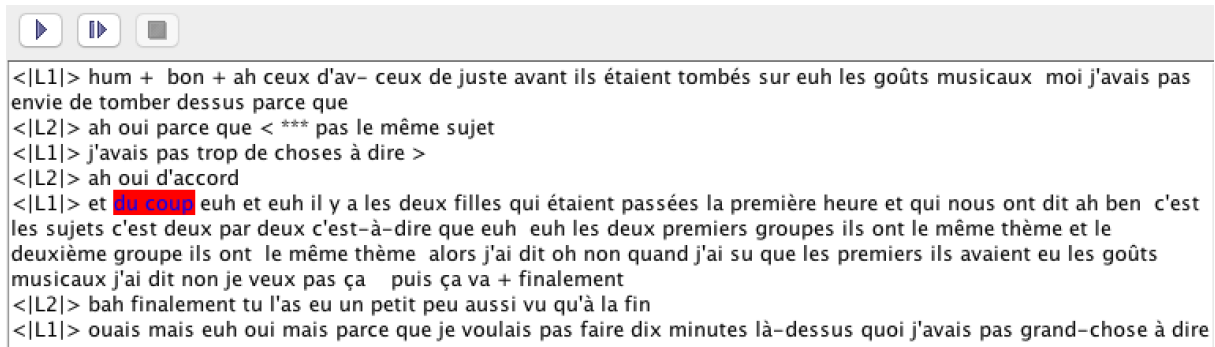 <|L1|> hum +  bon + ah ceux d'av– ceux de juste avant ils étaient tombés sur euh les goûts musicaux  moi j'avais pas
envie de tomber dessus parce que
<|L2|> ah oui parce que < *** pas le même sujet
<|L1|> j'avais pas trop de choses à dire >
<|L2|> ah oui d'accord
<|L1|> et du coup euh et euh il y a les deux filles qui étaient passées la première heure et qui nous ont dit ah ben  c'est
les sujets c'est deux par deux c'est-à-dire que euh  euh les deux premiers groupes ils ont le même thème et le
deuxième groupe ils ont  le même thème  alors j'ai dit oh non quand j'ai su que les premiers ils avaient eu les goûts
musicaux j'ai dit non je veux pas ça    puis ça va + finalement
<|L2|> bah finalement tu l'as eu un petit peu aussi vu qu'à la fin
<|L1|> ouais mais euh oui mais parce que je voulais pas faire dix minutes là-dessus quoi j'avais pas grand-chose à dire